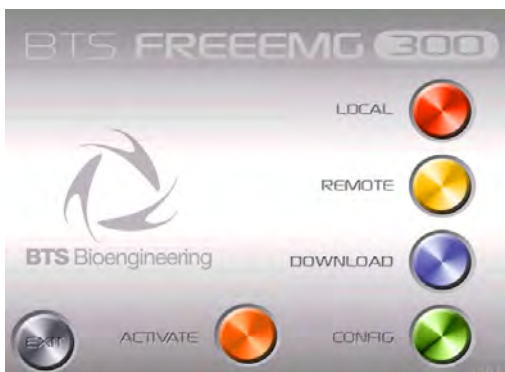 BTS FREEEMG 300
LOCAL
REMOTE
BTS Bioengineering
DOWNLOAD
EXIT
ACTIVATE
CONFIG